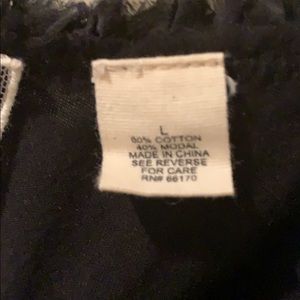 L
60% COTTON
40% MODAL
MADE IN CHINA
SEE REVERSE
FOR CARE
RN# 66170